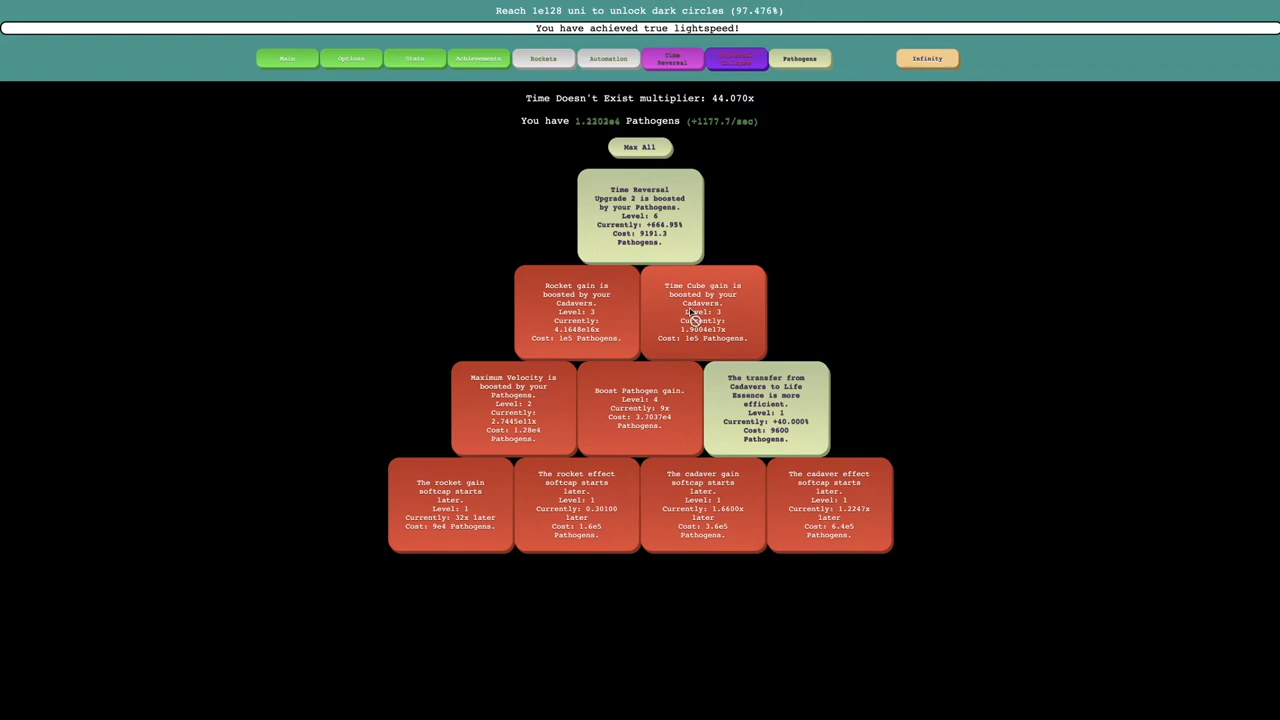 Reach 1e128 uni to unlock dark circles (97.476%)
You have achieved true lightspeed!
Main
Options
Stats
Achievements
Rockets
Automation
Time
Reversal
Universal
Collapse
Pathogens
Infinity
Time Doesn't Exist multiplier: 44.070x
You have 1.2202e4 Pathogens (+1177.7/sec)
Max All
Time Reversal
Upgrade 2 is boosted
by your Pathogens.
Level: 6
Currently: +664.95%
Cost: 9191.3
Pathogens.
Rocket gain is
boosted by your
Cadavers.
Level: 3
Currently:
4.1648e16x
Cost: 1e5 Pathogens.
Time Cube gain is
boosted by your
Cadavers.
Level: 3
Currently:
1.9004e17x
Cost: 1e5 Pathogens.
Maximum Velocity is
boosted by your
Pathogens.
Level: 2
Currently:
2.7445e11x
Cost: 1.28e4
Pathogens.
Boost Pathogen gain.
Level: 4
Currently: 9x
Cost: 3.7037e4
Pathogens.
The transfer from
Cadavers to Life
Essence is more
efficient.
Level: 1
Currently: +40.000%
Cost: 9600
Pathogens.
The rocket gain
softcap starts
later.
Level: 1
Currently: 32x later
Cost: 9e4 Pathogens.
The rocket effect
softcap starts
later.
Level: 1
Currently: 0.30100
later
Cost: 1.6e5
Pathogens.
The cadaver gain
softcap starts
later.
Level: 1
Currently: 1.6600x
later
Cost: 3.6e5
Pathogens.
The cadaver effect
softcap starts
later.
Level: 1
Currently: 1.2247x
later
Cost: 6.4e5
Pathogens.